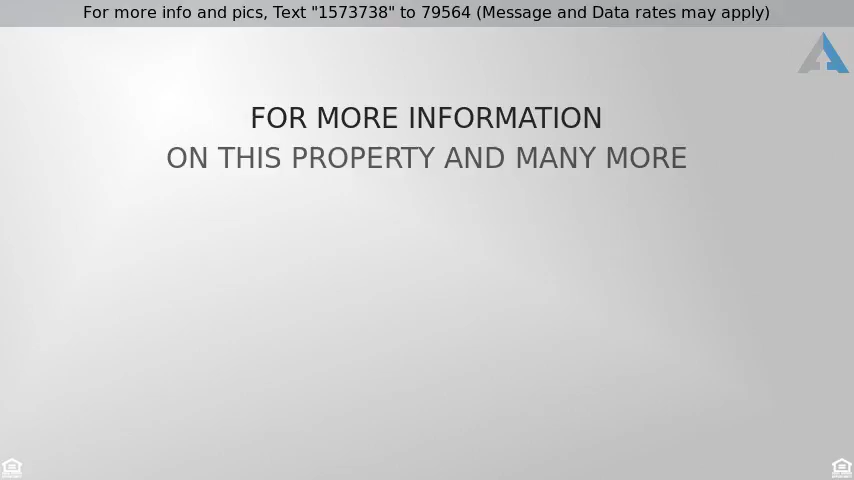 For more info and pics, Text "1573738" to 79564 (Message and Data rates may apply)
FOR MORE INFORMATION
ON THIS PROPERTY AND MANY MORE